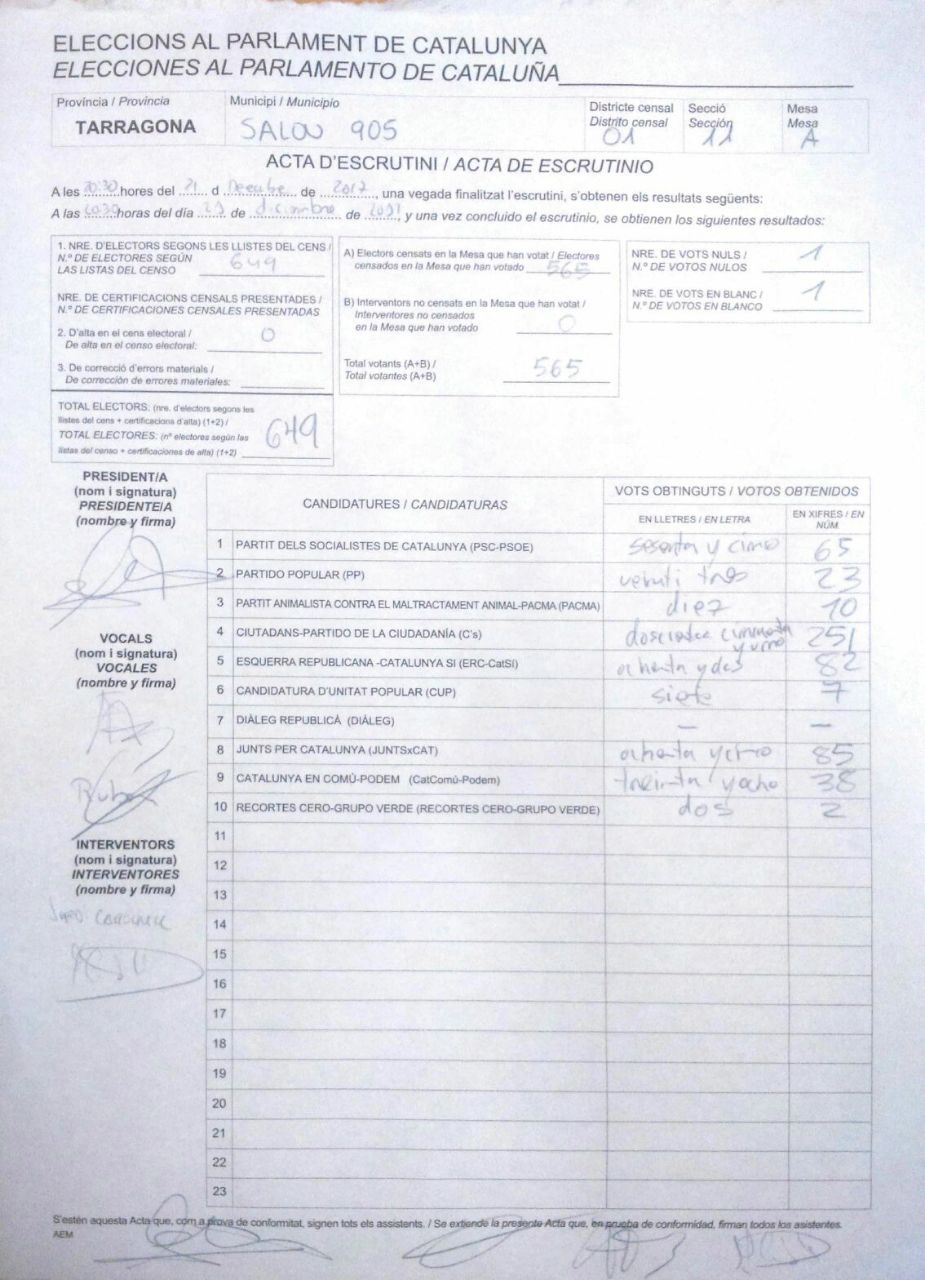 ELECCIONS AL PARLAMENT DE CATALUNYA
ELECCIONES AL PARLAMENTO DE CATALUÑA
Província / Provincia
TARRAGONA
Municipi / Municipio
SALOU 905
Districte censal
Distrito censal
01
Secció
Sección
11
Mesa
Mesa
A
ACTA D'ESCRUTINI / ACTA DE ESCRUTINIO
A les 20:30 hores del 21 d de 2017, una vegada finalitzat l'escrutini, s'obtenen els resultats següents:
A las 20:30 horas del día de diciembre de, y una vez concluido el escrutinio, se obtienen los siguientes resultados:
1. NRE. D'ELECTORS SEGONS LES LLISTES DEL CENS /
N.º DE ELECTORES SEGÚN
LAS LISTAS DEL CENSO 649
NRE. DE CERTIFICACIONS CENSALS PRESENTADES /
N.º DE CERTIFICACIONES CENSALES PRESENTADAS
2. D'alta en el cens electoral /
De alta en el censo electoral: 0
3. De correcció d'errors materials /
De corrección de errores materiales:
TOTAL ELECTORS: (nre. d'electors segons les
llistes del cens + certificacions d'alta) (1+2) /
TOTAL ELECTORES: (nº electores según las
listas del censo + certificaciones de alta) (1+2) 649
A) Electors censats en la Mesa que han votat / Electores
censados en la Mesa que han votado 565
B) Interventors no censats en la Mesa que han votat /
Interventores no censados
en la Mesa que han votado 0
Total votants (A+B) /
Total votantes (A+B) 565
NRE. DE VOTS NULS /
N.º DE VOTOS NULOS 1
NRE. DE VOTS EN BLANC /
N.º DE VOTOS EN BLANCO 1
PRESIDENT/A
(nom i signatura)
PRESIDENTE/A
(nombre y firma)
VOCALS
(nom i signatura)
VOCALES
(nombre y firma)
Rubén
INTERVENTORS
(nom i signatura)
INTERVENTORES
(nombre y firma)
CANDIDATURES / CANDIDATURAS
VOTS OBTINGUTS / VOTOS OBTENIDOS
EN LLETRES / EN LETRA
EN XIFRES / EN
NÚM
1 PARTIT DELS SOCIALISTES DE CATALUNYA (PSC-PSOE) sesenta y cinco 65
2 PARTIDO POPULAR (PP) veinti tres 23
3 PARTIT ANIMALISTA CONTRA EL MALTRACTAMENT ANIMAL-PACMA (PACMA) diez 10
4 CIUTADANS-PARTIDO DE LA CIUDADANÍA (C's) doscientos cincuenta y uno 251
5 ESQUERRA REPUBLICANA -CATALUNYA SI (ERC-CatSI) ochenta y dos 82
6 CANDIDATURA D'UNITAT POPULAR (CUP) siete 7
7 DIÀLEG REPUBLICÀ (DIÀLEG) — —
8 JUNTS PER CATALUNYA (JUNTSxCAT) ochenta y cinco 85
9 CATALUNYA EN COMÚ-PODEM (CatComú-Podem) treinta y ocho 38
10 RECORTES CERO-GRUPO VERDE (RECORTES CERO-GRUPO VERDE) dos 2
11
12
13
14
15
16
17
18
19
20
21
22
23
S'estén aquesta Acta que, com a prova de conformitat, signen tots els assistents. / Se extiende la presente Acta que, en prueba de conformidad, firman todos los asistentes.
AEM